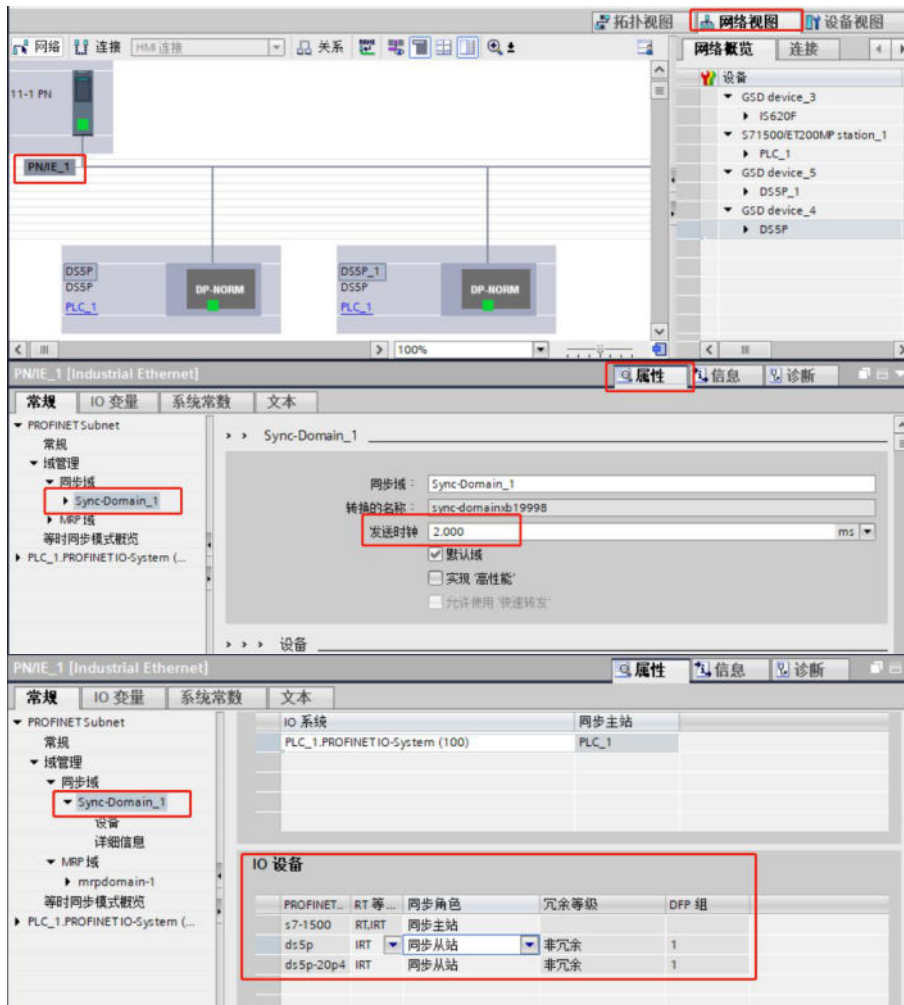 拓扑视图 网络视图 设备视图
网络 连接 HMI 连接 关系
网络概览 连接
设备
GSD device_3
IS620F
S71500/ET200MP station_1
PLC_1
GSD device_5
DS5P_1
GSD device_4
DS5P
11-1 PN
PN/IE_1
DS5P
DS5P
PLC_1
DP-NORM
DS5P_1
DS5P
PLC_1
DP-NORM
100%
PN/IE_1 [Industrial Ethernet]
属性 信息 诊断
常规 IO 变量 系统常数 文本
PROFINET Subnet
常规
域管理
同步域
Sync-Domain_1
MRP 域
等时同步模式概览
PLC_1.PROFINET IO-System (...
Sync-Domain_1
同步域： Sync-Domain_1
转换的名称： sync-domainxb19998
发送时钟 2.000 ms
默认域
实现 '高性能'
允许使用 '快速转发'
设备
PN/IE_1 [Industrial Ethernet]
属性 信息 诊断
常规 IO 变量 系统常数 文本
PROFINET Subnet
常规
域管理
同步域
Sync-Domain_1
设备
详细信息
MRP 域
mrpdomain-1
等时同步模式概览
PLC_1.PROFINET IO-System (...
IO 系统 同步主站
PLC_1.PROFINET IO-System (100) PLC_1
IO 设备
PROFINET... RT 等... 同步角色 冗余等级 DFP 组
s7-1500 RT,IRT 同步主站
ds5p IRT 同步从站 非冗余 1
ds5p-20p4 IRT 同步从站 非冗余 1